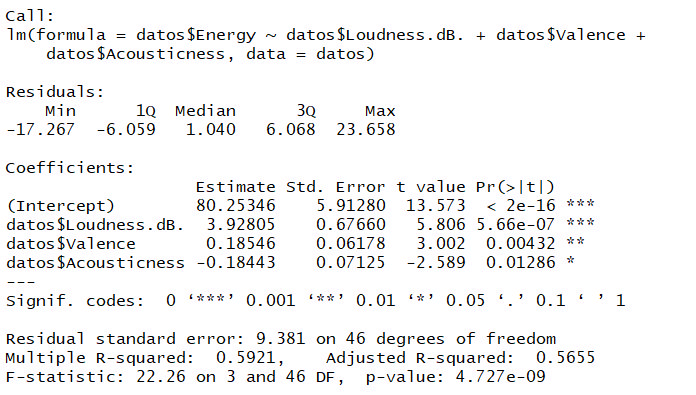 Call:
lm(formula = datos$Energy ~ datos$Loudness.dB. + datos$Valence +
    datos$Acousticness, data = datos)
Residuals:
    Min      1Q  Median      3Q     Max
-17.267  -6.059   1.040   6.068  23.658
Coefficients:
                   Estimate Std. Error t value Pr(>|t|)
(Intercept)        80.25346    5.91280  13.573  < 2e-16 ***
datos$Loudness.dB.  3.92805    0.67660   5.806 5.66e-07 ***
datos$Valence       0.18546    0.06178   3.002  0.00432 **
datos$Acousticness -0.18443    0.07125  -2.589  0.01286 *
---
Signif. codes:  0 ‘***’ 0.001 ‘**’ 0.01 ‘*’ 0.05 ‘.’ 0.1 ‘ ’ 1
Residual standard error: 9.381 on 46 degrees of freedom
Multiple R-squared:  0.5921,    Adjusted R-squared:  0.5655
F-statistic: 22.26 on 3 and 46 DF,  p-value: 4.727e-09